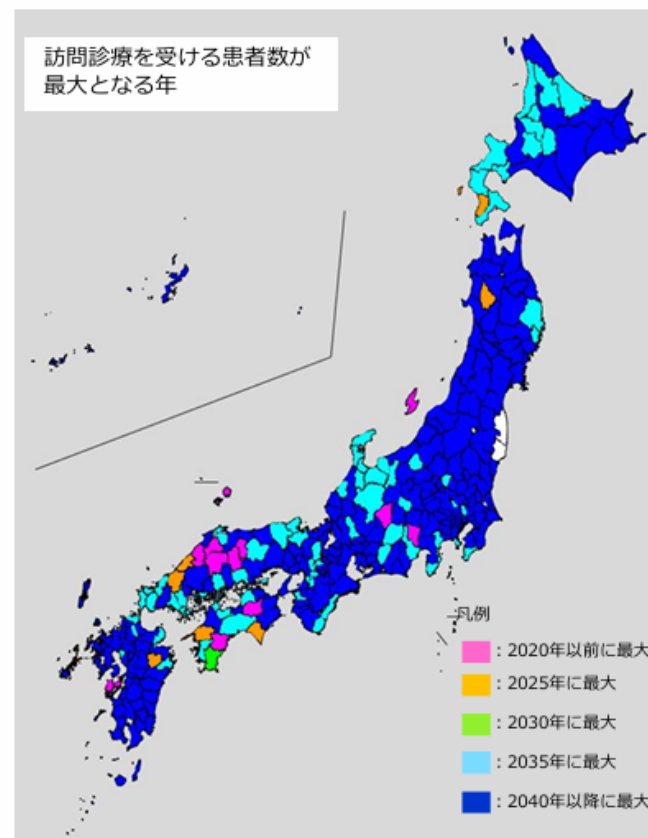 訪問診療を受ける患者数が
最大となる年
凡例
：2020年以前に最大
：2025年に最大
：2030年に最大
：2035年に最大
：2040年以降に最大